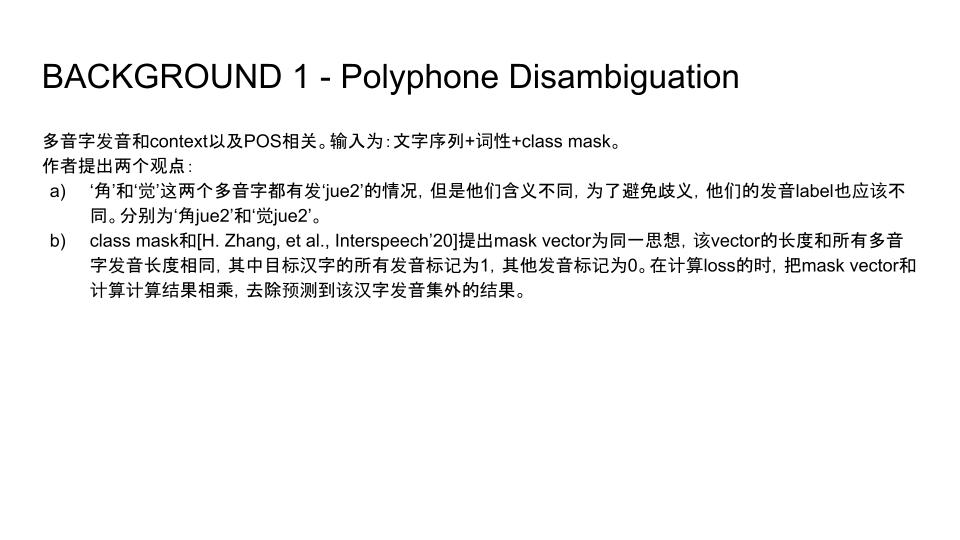 BACKGROUND 1 - Polyphone Disambiguation
多音字发音和context以及POS相关。输入为：文字序列+词性+class mask。
作者提出两个观点：
a) ‘角’和‘觉’这两个多音字都有发‘jue2’的情况，但是他们含义不同，为了避免歧义，他们的发音label也应该不
同。分别为‘角jue2’和‘觉jue2’。
b) class mask和[H. Zhang, et al., Interspeech’20]提出mask vector为同一思想，该vector的长度和所有多音
字发音长度相同，其中目标汉字的所有发音标记为1，其他发音标记为0。在计算loss的时，把mask vector和
计算计算结果相乘，去除预测到该汉字发音集外的结果。